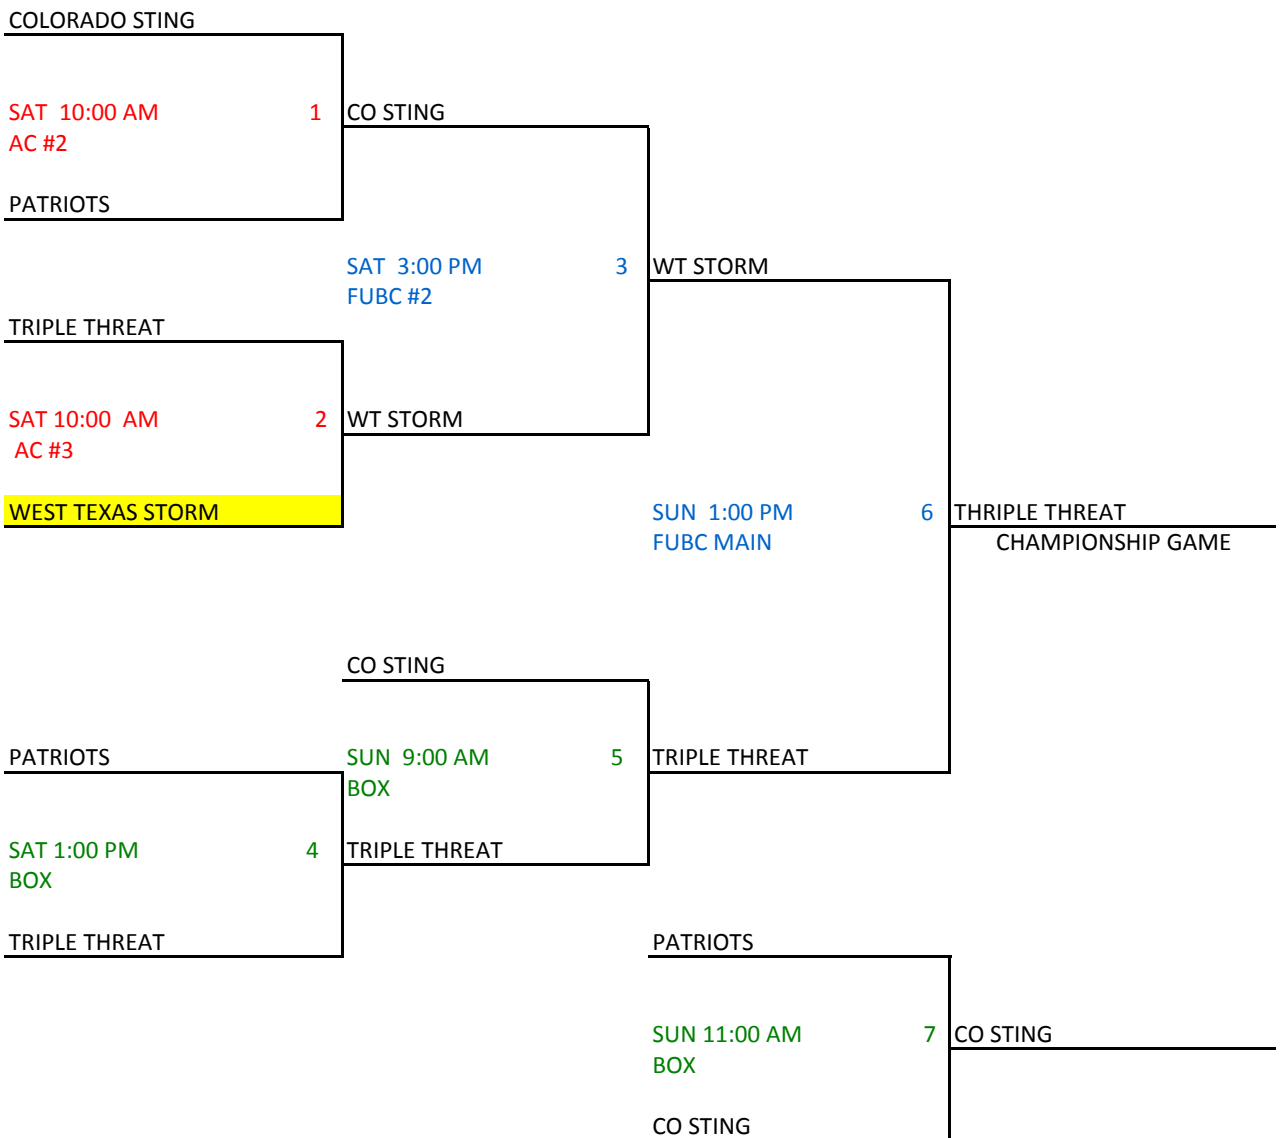 COLORADO STING
SAT 10:00 AM 1 CO STING
AC #2
PATRIOTS
SAT 3:00 PM 3 WT STORM
FUBC #2
TRIPLE THREAT
SAT 10:00 AM 2 WT STORM
AC #3
WEST TEXAS STORM SUN 1:00 PM 6 THRIPLE THREAT
FUBC MAIN CHAMPIONSHIP GAME
CO STING
PATRIOTS SUN 9:00 AM 5 TRIPLE THREAT
BOX
SAT 1:00 PM 4 TRIPLE THREAT
BOX
TRIPLE THREAT PATRIOTS
SUN 11:00 AM 7 CO STING
BOX
CO STING